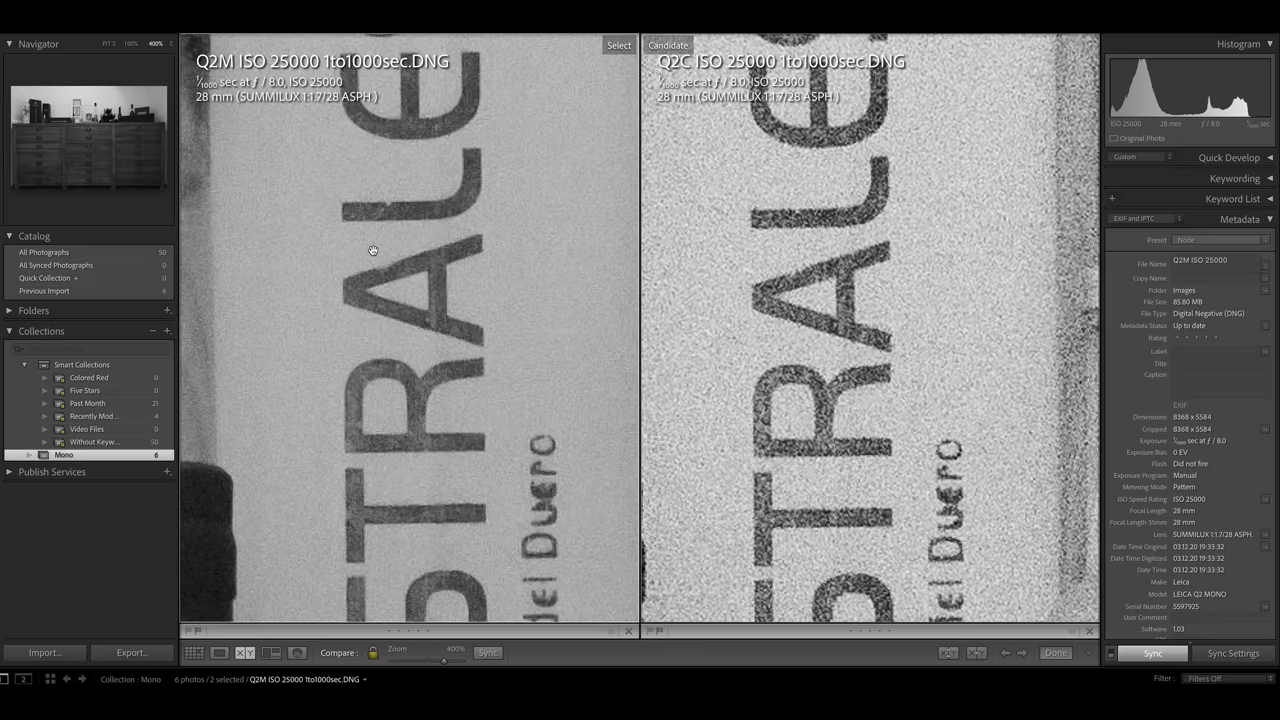 Navigator
FIT
100%
400%
Catalog
All Photographs 50
All Synced Photographs 0
Quick Collection + 0
Previous Import 6
Folders
Collections
Smart Collections
Colored Red 0
Five Stars 0
Past Month 21
Recently Mod... 4
Video Files 0
Without Keyw... 50
Mono 6
Publish Services
Import...
Export...
Q2M ISO 25000 1to1000sec.DNG
1/1000 sec at ƒ / 8.0, ISO 25000
28 mm (SUMMILUX 1:1.7/28 ASPH.)
Select
STRALE
del Duero
Candidate
Q2C ISO 25000 1to1000sec.DNG
1/1000 sec at ƒ / 8.0, ISO 25000
28 mm (SUMMILUX 1:1.7/28 ASPH.)
STRALE
del Duero
Compare :
Zoom 400%
Sync
Done
Histogram
ISO 25000 28 mm ƒ / 8.0 1/1000 sec
Original Photo
Custom Quick Develop
Keywording
Keyword List
EXIF and IPTC Metadata
Preset None
File Name Q2M ISO 25000
Copy Name
Folder Images
File Size 85.80 MB
File Type Digital Negative (DNG)
Metadata Status Up to date
Rating
Label
Title
Caption
EXIF
Dimensions 8368 x 5584
Cropped 8368 x 5584
Exposure 1/1000 sec at ƒ / 8.0
Exposure Bias 0 EV
Flash Did not fire
Exposure Program Manual
Metering Mode Pattern
ISO Speed Rating ISO 25000
Focal Length 28 mm
Focal Length 35mm 28 mm
Lens SUMMILUX 1:1.7/28 ASPH.
Date Time Original 03.12.20 19:33:32
Date Time Digitized 03.12.20 19:33:32
Date Time 03.12.20 19:33:32
Make Leica
Model LEICA Q2 MONO
Serial Number 5597925
User Comment
Software 1.03
Sync
Sync Settings
2
Collection : Mono
6 photos / 2 selected / Q2M ISO 25000 1to1000sec.DNG
Filter : Filters Off